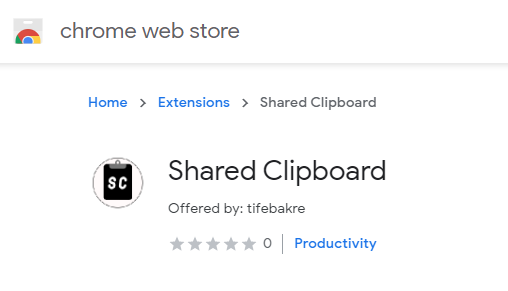 chrome web store
Home > Extensions > Shared Clipboard
SC
Shared Clipboard
Offered by: tifebakre
0 | Productivity